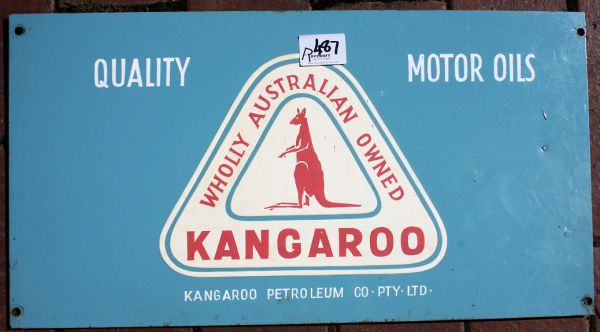 487
QUALITY MOTOR OILS
WHOLLY AUSTRALIAN OWNED
KANGAROO
KANGAROO PETROLEUM CO·PTY·LTD·